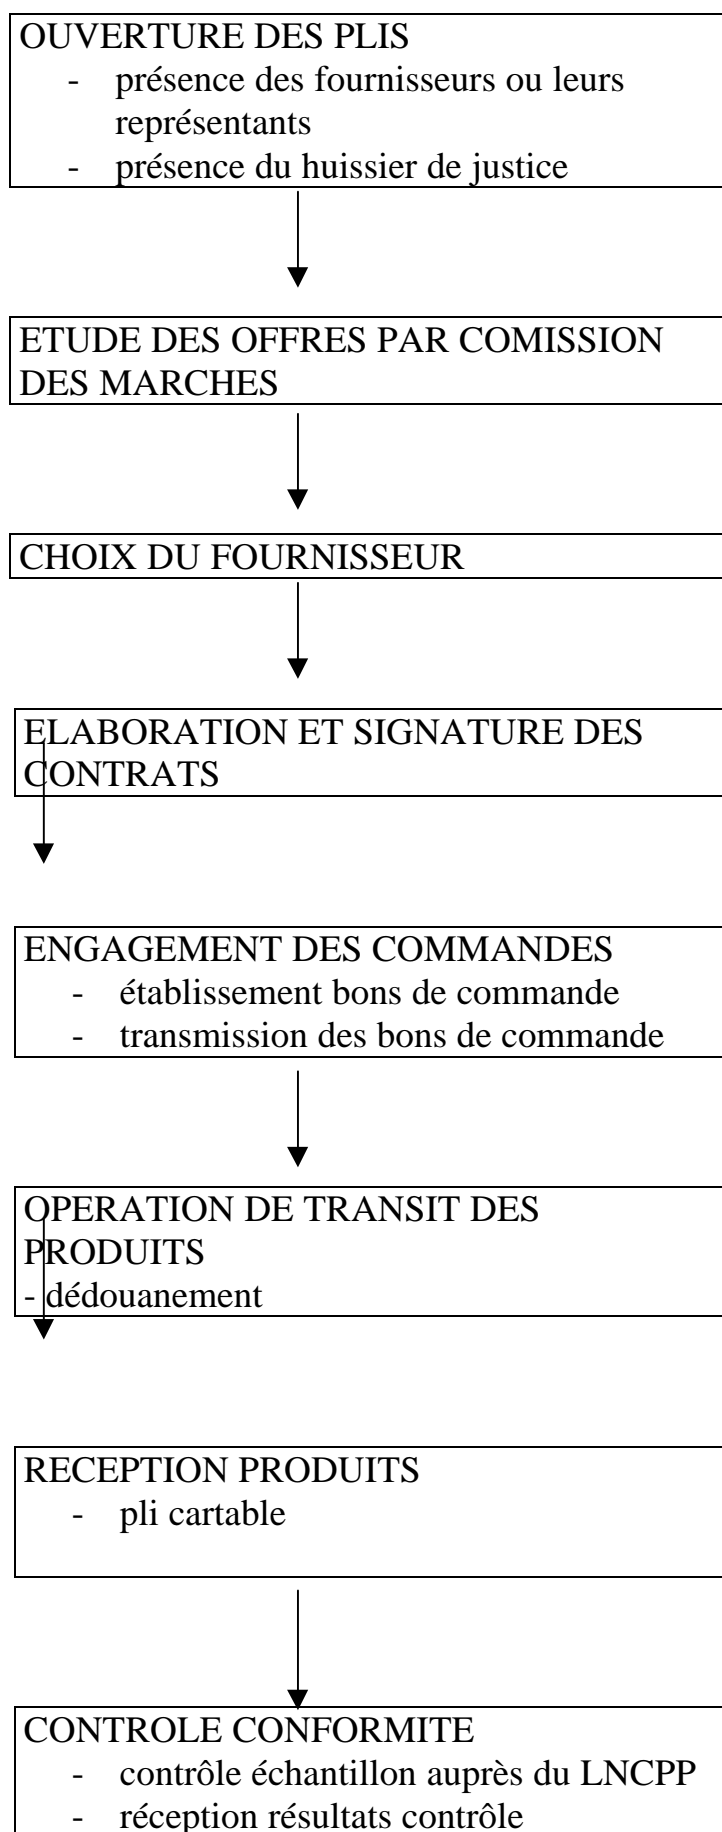 OUVERTURE DES PLIS
- présence des fournisseurs ou leurs
représentants
- présence du huissier de justice
ETUDE DES OFFRES PAR COMISSION
DES MARCHES
CHOIX DU FOURNISSEUR
ELABORATION ET SIGNATURE DES
CONTRATS
ENGAGEMENT DES COMMANDES
- établissement bons de commande
- transmission des bons de commande
OPERATION DE TRANSIT DES
PRODUITS
- dédouanement
RECEPTION PRODUITS
- pli cartable
CONTROLE CONFORMITE
- contrôle échantillon auprès du LNCPP
- réception résultats contrôle